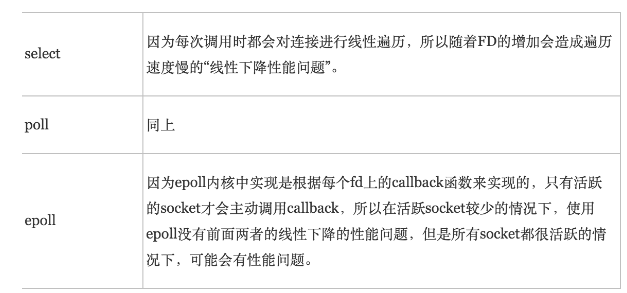 select
因为每次调用时都会对连接进行线性遍历，所以随着FD的增加会造成遍历
速度慢的“线性下降性能问题”。
poll
同上
epoll
因为epoll内核中实现是根据每个fd上的callback函数来实现的，只有活跃
的socket才会主动调用callback，所以在活跃socket较少的情况下，使用
epoll没有前面两者的线性下降的性能问题，但是所有socket都很活跃的情
况下，可能会有性能问题。